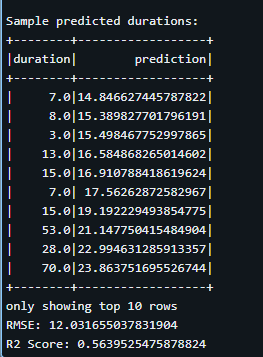 Sample predicted durations:
+--------+------------------+
|duration|        prediction|
+--------+------------------+
|     7.0|14.846627445787822|
|     8.0|15.389827701796191|
|     3.0|15.498467752997865|
|    13.0|16.584868265014602|
|    15.0|16.910788418619624|
|     7.0| 17.56262872582967|
|    15.0|19.192229493854775|
|    53.0|21.147750415484904|
|    28.0|22.994631285913357|
|    70.0|23.863751695526744|
+--------+------------------+
only showing top 10 rows
RMSE: 12.031655037831904
R2 Score: 0.5639525475878824